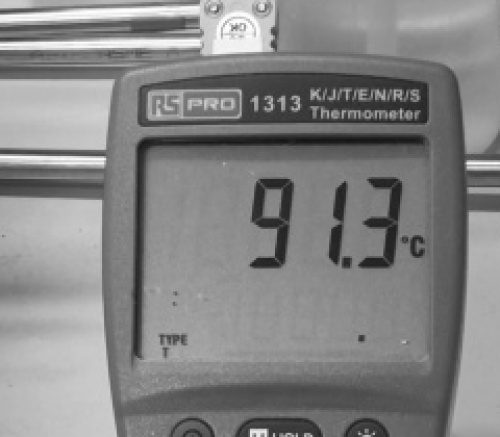 RS PRO 1313 K/J/T/E/N/R/S
Thermometer
91.3 °C
TYPE
T
H HOLD